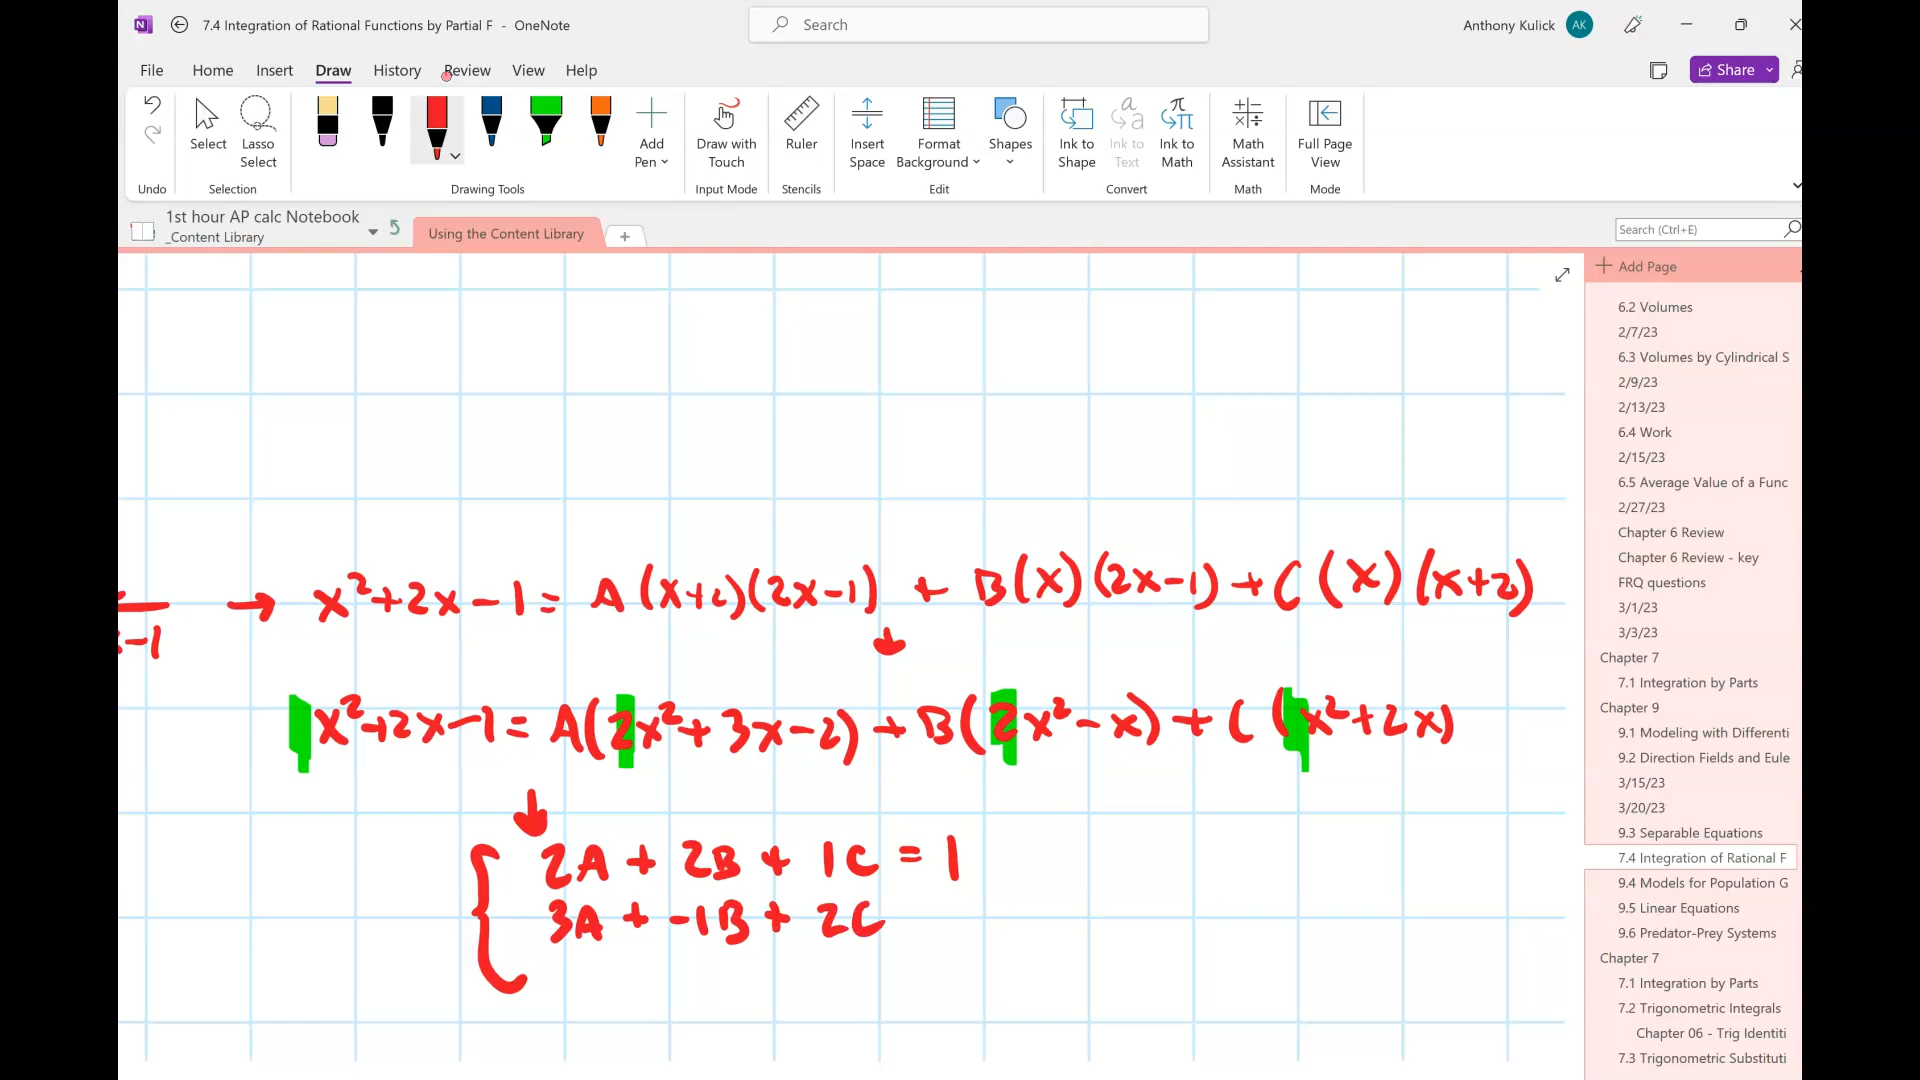 7.4 Integration of Rational Functions by Partial F - OneNote
Search
Anthony Kulick AK
File Home Insert Draw History Review View Help
Share
Undo
Select
Lasso Select
Selection
Drawing Tools
Add Pen
Draw with Touch
Input Mode
Ruler
Stencils
Insert Space
Format Background
Shapes
Edit
Ink to Shape
Ink to Text
Ink to Math
Convert
Math Assistant
Math
Full Page View
Mode
1st hour AP calc Notebook
_Content Library
Using the Content Library
Search (Ctrl+E)
Add Page
6.2 Volumes
2/7/23
6.3 Volumes by Cylindrical S
2/9/23
2/13/23
6.4 Work
2/15/23
6.5 Average Value of a Func
2/27/23
Chapter 6 Review
Chapter 6 Review - key
FRQ questions
3/1/23
3/3/23
Chapter 7
7.1 Integration by Parts
Chapter 9
9.1 Modeling with Differenti
9.2 Direction Fields and Eule
3/15/23
3/20/23
9.3 Separable Equations
7.4 Integration of Rational F
9.4 Models for Population G
9.5 Linear Equations
9.6 Predator-Prey Systems
Chapter 7
7.1 Integration by Parts
7.2 Trigonometric Integrals
Chapter 06 - Trig Identiti
7.3 Trigonometric Substituti
-1 → x²+2x-1 = A(x+2)(2x-1) + B(x)(2x-1) + C(x)(x+2)
↓
x²+2x-1 = A(2x²+3x-2) + B(2x²-x) + C(x²+2x)
↓
{ 2A + 2B + 1C = 1
3A + -1B + 2C